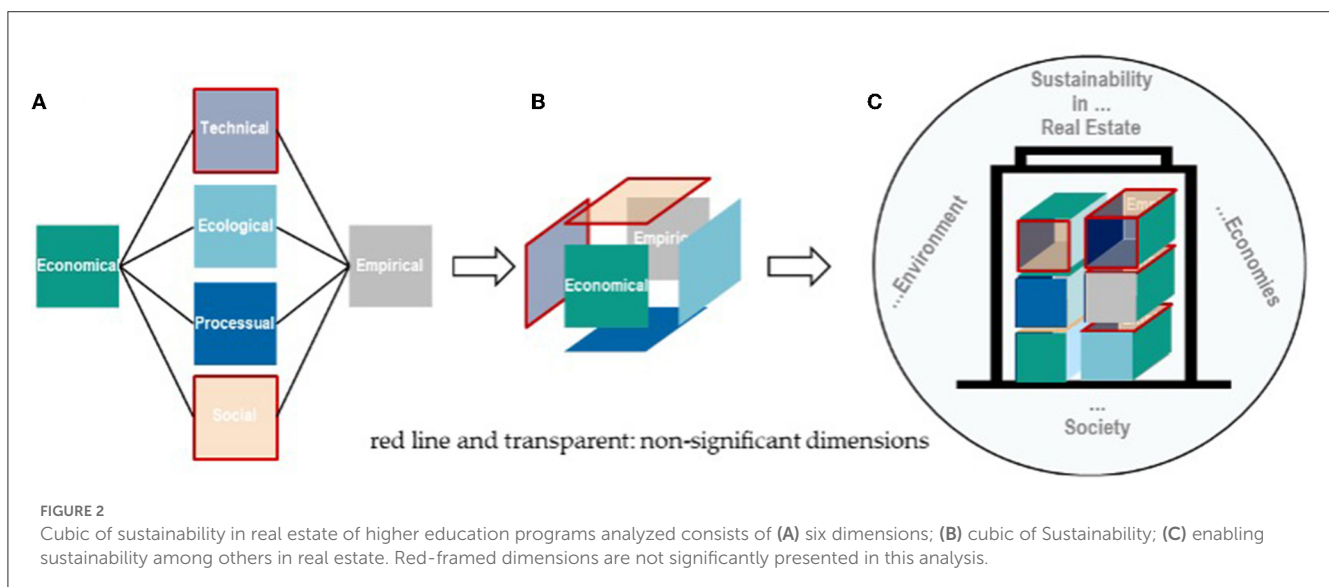 A
B
C
Technical
Ecological
Economical
Empirical
Processual
Social
Economical
Sustainability
in ...
Real Estate
...Environment
...Economies
...
Society
red line and transparent: non-significant dimensions
FIGURE 2
Cubic of sustainability in real estate of higher education programs analyzed consists of (A) six dimensions; (B) cubic of Sustainability; (C) enabling
sustainability among others in real estate. Red-framed dimensions are not significantly presented in this analysis.